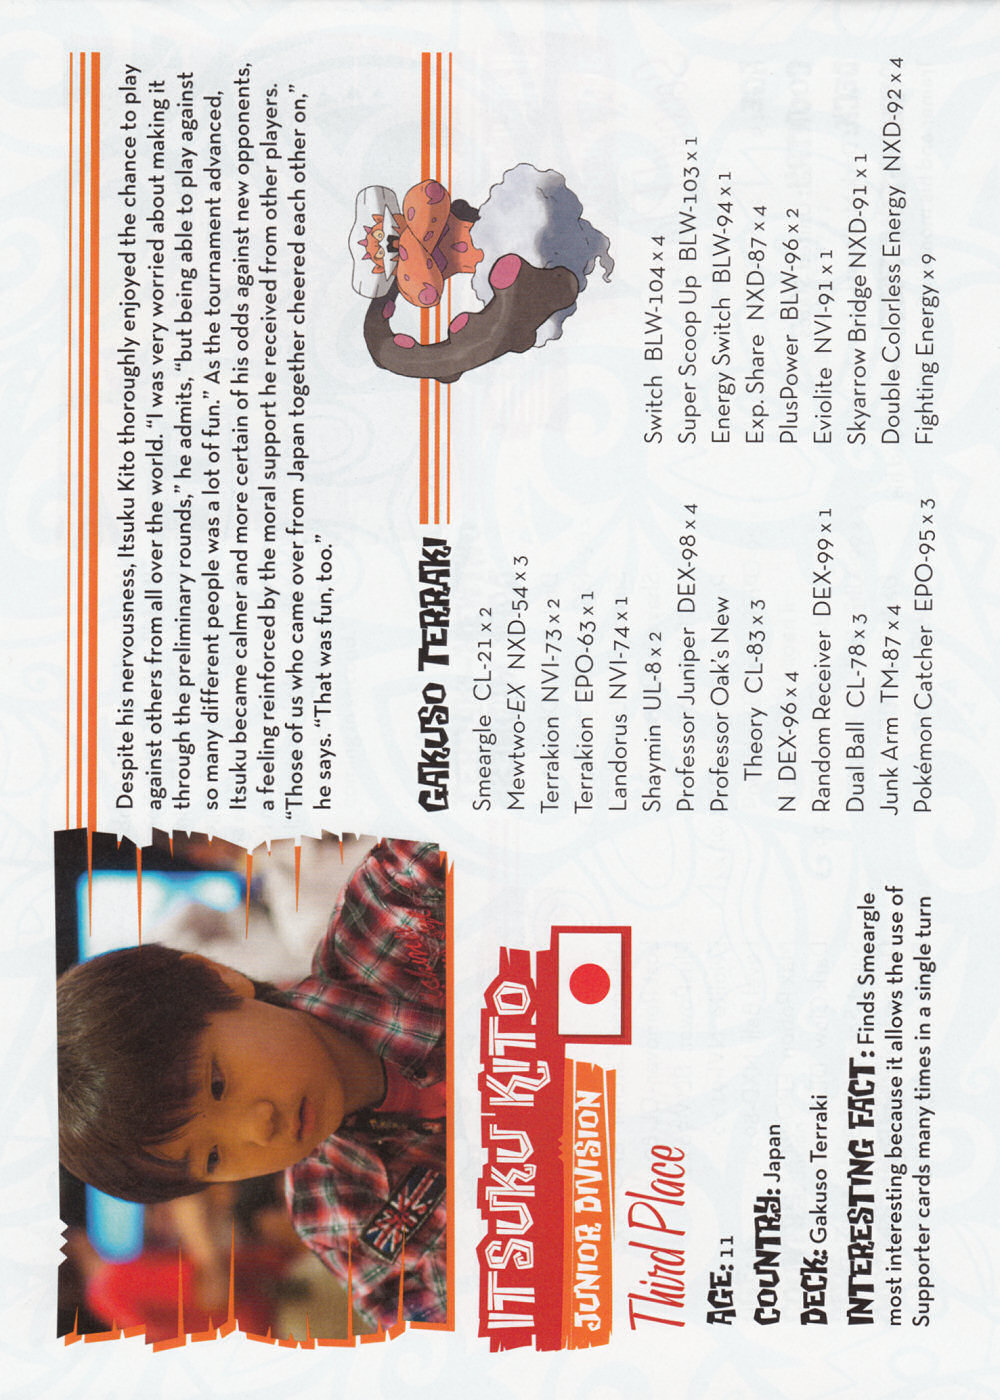 Despite his nervousness, Itsuku Kito thoroughly enjoyed the chance to play
against others from all over the world. “I was very worried about making it
through the preliminary rounds,” he admits, “but being able to play against
so many different people was a lot of fun.” As the tournament advanced,
Itsuku became calmer and more certain of his odds against new opponents,
a feeling reinforced by the moral support he received from other players.
“Those of us who came over from Japan together cheered each other on,”
he says. “That was fun, too.”
ITSUKU KITO
JUNIOR DIVISION
Third Place
AGE: 11
COUNTRY: Japan
DECK: Gakuso Terraki
INTERESTING FACT: Finds Smeargle
most interesting because it allows the use of
Supporter cards many times in a single turn
GAKUSO TERRAKI
Smeargle CL-21 x 2
Mewtwo-EX NXD-54 x 3
Terrakion NVI-73 x 2
Terrakion EPO-63 x 1
Landorus NVI-74 x 1
Shaymin UL-8 x 2
Professor Juniper DEX-98 x 4
Professor Oak’s New
Theory CL-83 x 3
N DEX-96 x 4
Random Receiver DEX-99 x 1
Dual Ball CL-78 x 3
Junk Arm TM-87 x 4
Pokémon Catcher EPO-95 x 3
Switch BLW-104 x 4
Super Scoop Up BLW-103 x 1
Energy Switch BLW-94 x 1
Exp. Share NXD-87 x 4
PlusPower BLW-96 x 2
Eviolite NVI-91 x 1
Skyarrow Bridge NXD-91 x 1
Double Colorless Energy NXD-92 x 4
Fighting Energy x 9